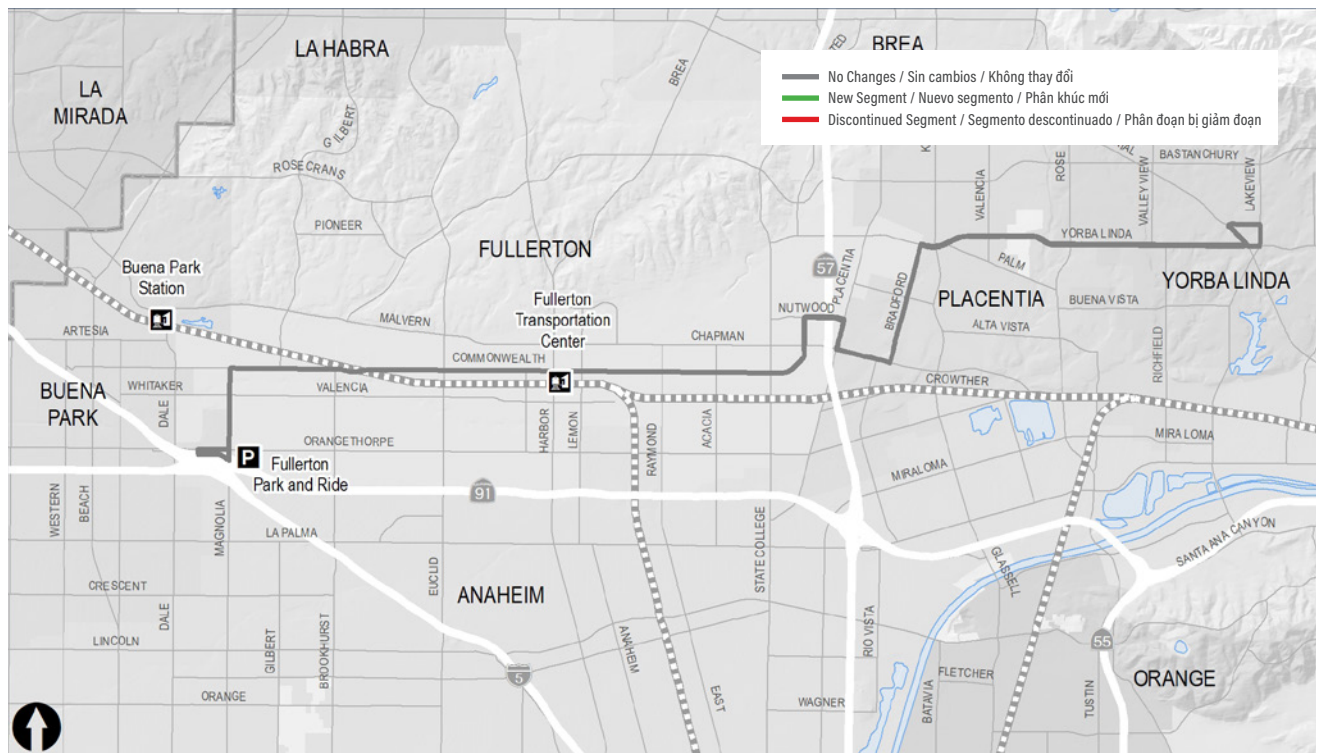 LA HABRA
BREA
LA
MIRADA
GILBERT
BREA
No Changes / Sin cambios / Không thay đổi
New Segment / Nuevo segmento / Phân khúc mới
Discontinued Segment / Segmento descontinuado / Phân đoạn bị giảm đoạn
ROSECRANS
BASTANCHURY
VALENCIA
ROSE
VALLEY VIEW
LAKEVIEW
PIONEER
FULLERTON
YORBA LINDA
PALM
Buena Park
Station
57
PLACENTIA
BRADFORD
PLACENTIA
YORBA LINDA
BUENA VISTA
Fullerton
Transportation
Center
NUTWOOD
ARTESIA
MALVERN
CHAPMAN
ALTA VISTA
RICHFIELD
COMMONWEALTH
BUENA
PARK
WHITAKER
DALE
VALENCIA
CROWTHER
HARBOR
LEMON
RAYMOND
ACACIA
ORANGETHORPE
MIRALOMA
P
Fullerton
Park and Ride
MIRALOMA
91
WESTERN
BEACH
MAGNOLIA
LA PALMA
STATE COLLEGE
SANTA ANA CANYON
GLASSELL
EUCLID
ANAHEIM
CRESCENT
DALE
LINCOLN
GILBERT
BROOKHURST
ANAHEIM
RIO VISTA
55
5
FLETCHER
ORANGE
ORANGE
EAST
WAGNER
BATAVIA
TUSTIN